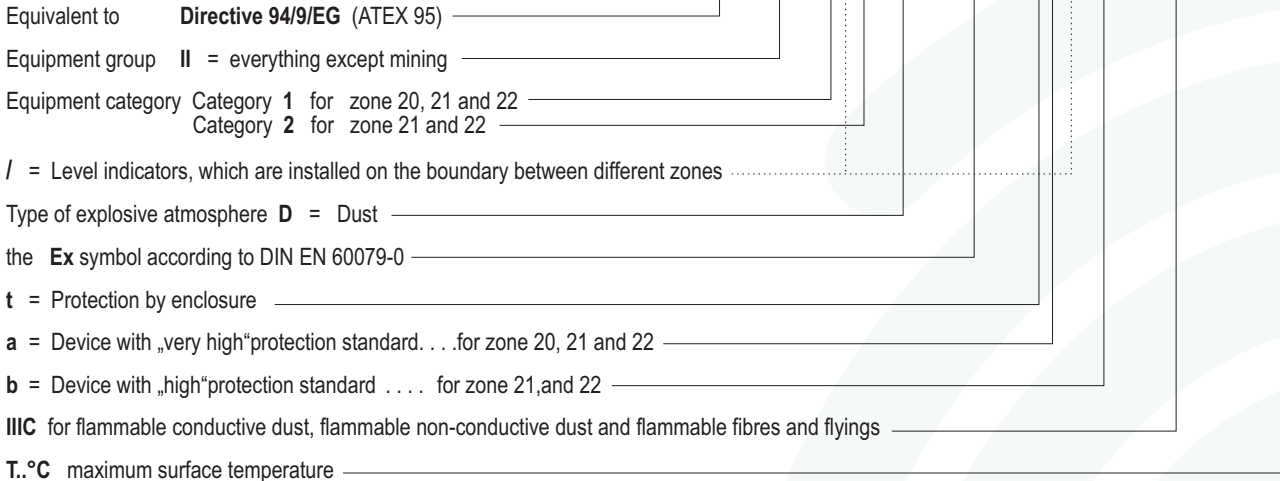 Equivalent to Directive 94/9/EG (ATEX 95)
Equipment group II = everything except mining
Equipment category Category 1 for zone 20, 21 and 22
Category 2 for zone 21 and 22
/ = Level indicators, which are installed on the boundary between different zones
Type of explosive atmosphere D = Dust
the Ex symbol according to DIN EN 60079-0
t = Protection by enclosure
a = Device with „very high“protection standard. . . .for zone 20, 21 and 22
b = Device with „high“protection standard . . . . for zone 21,and 22
IIIC for flammable conductive dust, flammable non-conductive dust and flammable fibres and flyings
T..°C maximum surface temperature